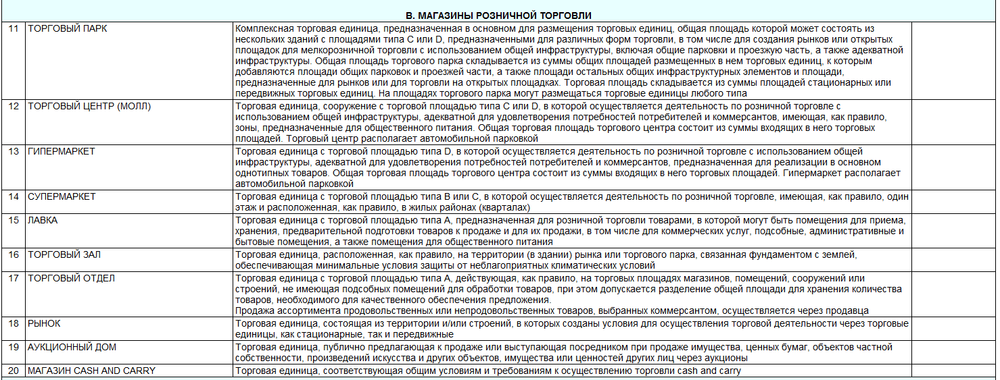 B. МАГАЗИНЫ РОЗНИЧНОЙ ТОРГОВЛИ
11 ТОРГОВЫЙ ПАРК Комплексная торговая единица, предназначенная в основном для размещения торговых единиц, общая площадь которой может состоять из
нескольких зданий с площадями типа C или D, предназначенными для различных форм торговли, в том числе для создания рынков или открытых
площадок для мелкорозничной торговли с использованием общей инфраструктуры, включая общие парковки и проезжую часть, а также адекватной
инфраструктуры. Общая площадь торгового парка складывается из суммы общих площадей размещенных в нем торговых единиц, к которым
добавляются площади общих парковок и проезжей части, а также площади остальных общих инфраструктурных элементов и площади,
предназначенные для рынков или для торговли на открытых площадках. Торговая площадь складывается из суммы площадей стационарных или
передвижных торговых единиц. На площадях торгового парка могут размещаться торговые единицы любого типа
12 ТОРГОВЫЙ ЦЕНТР (МОЛЛ) Торговая единица, сооружение с торговой площадью типа C или D, в которой осуществляется деятельность по розничной торговле с
использованием общей инфраструктуры, адекватной для удовлетворения потребностей потребителей и коммерсантов, имеющая, как правило,
зоны, предназначенные для общественного питания. Общая торговая площадь торгового центра состоит из суммы входящих в него торговых
площадей. Торговый центр располагает автомобильной парковкой
13 ГИПЕРМАРКЕТ Торговая единица с торговой площадью типа D, в которой осуществляется деятельность по розничной торговле с использованием общей
инфраструктуры, адекватной для удовлетворения потребностей потребителей и коммерсантов, предназначенная для реализации в основном
однотипных товаров. Общая торговая площадь торгового центра состоит из суммы входящих в него торговых площадей. Гипермаркет располагает
автомобильной парковкой
14 СУПЕРМАРКЕТ Торговая единица с торговой площадью типа B или C, в которой осуществляется деятельность по розничной торговле, имеющая, как правило, один
этаж и расположенная, как правило, в жилых районах (кварталах)
15 ЛАВКА Торговая единица с торговой площадью типа A, предназначенная для розничной торговли товарами, в которой могут быть помещения для приема,
хранения, предварительной подготовки товаров к продаже и для их продажи, в том числе для коммерческих услуг, подсобные, административные и
бытовые помещения, а также помещения для общественного питания
16 ТОРГОВЫЙ ЗАЛ Торговая единица, расположенная, как правило, на территории (в здании) рынка или торгового парка, связанная фундаментом с землей,
обеспечивающая минимальные условия защиты от неблагоприятных климатических условий
17 ТОРГОВЫЙ ОТДЕЛ Торговая единица с торговой площадью типа A, действующая, как правило, на торговых площадях магазинов, помещений, сооружений или
строений, не имеющая подсобных помещений для обработки товаров, при этом допускается разделение общей площади для хранения количества
товаров, необходимого для качественного обеспечения предложения.
Продажа ассортимента продовольственных или непродовольственных товаров, выбранных коммерсантом, осуществляется через продавца
18 РЫНОК Торговая единица, состоящая из территории и/или строений, в которых созданы условия для осуществления торговой деятельности через торговые
единицы, как стационарные, так и передвижные
19 АУКЦИОННЫЙ ДОМ Торговая единица, публично предлагающая к продаже или выступающая посредником при продаже имущества, ценных бумаг, объектов частной
собственности, произведений искусства и других объектов, имущества или ценностей других лиц через аукционы
20 МАГАЗИН CASH AND CARRY Торговая единица, соответствующая общим условиям и требованиям к осуществлению торговли cash and carry